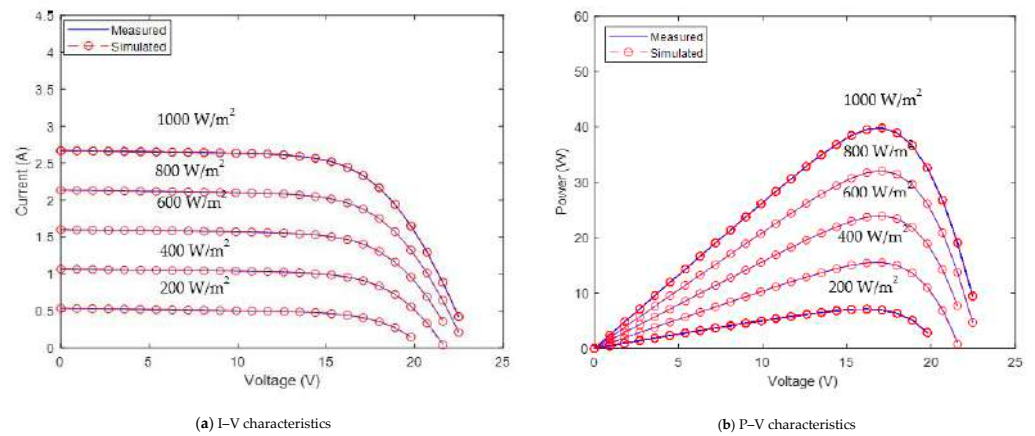 4.5
4
3.5
3
2.5
2
1.5
1
0.5
0
0
5
10
15
20
25
Current (A)
Voltage (V)
Measured
Simulated
1000 W/m²
800 W/m²
600 W/m²
400 W/m²
200 W/m²
(a) I–V characteristics
60
50
40
30
20
10
0
0
5
10
15
20
25
Power (W)
Voltage (V)
Measured
Simulated
1000 W/m²
800 W/m²
600 W/m²
400 W/m²
200 W/m²
(b) P–V characteristics